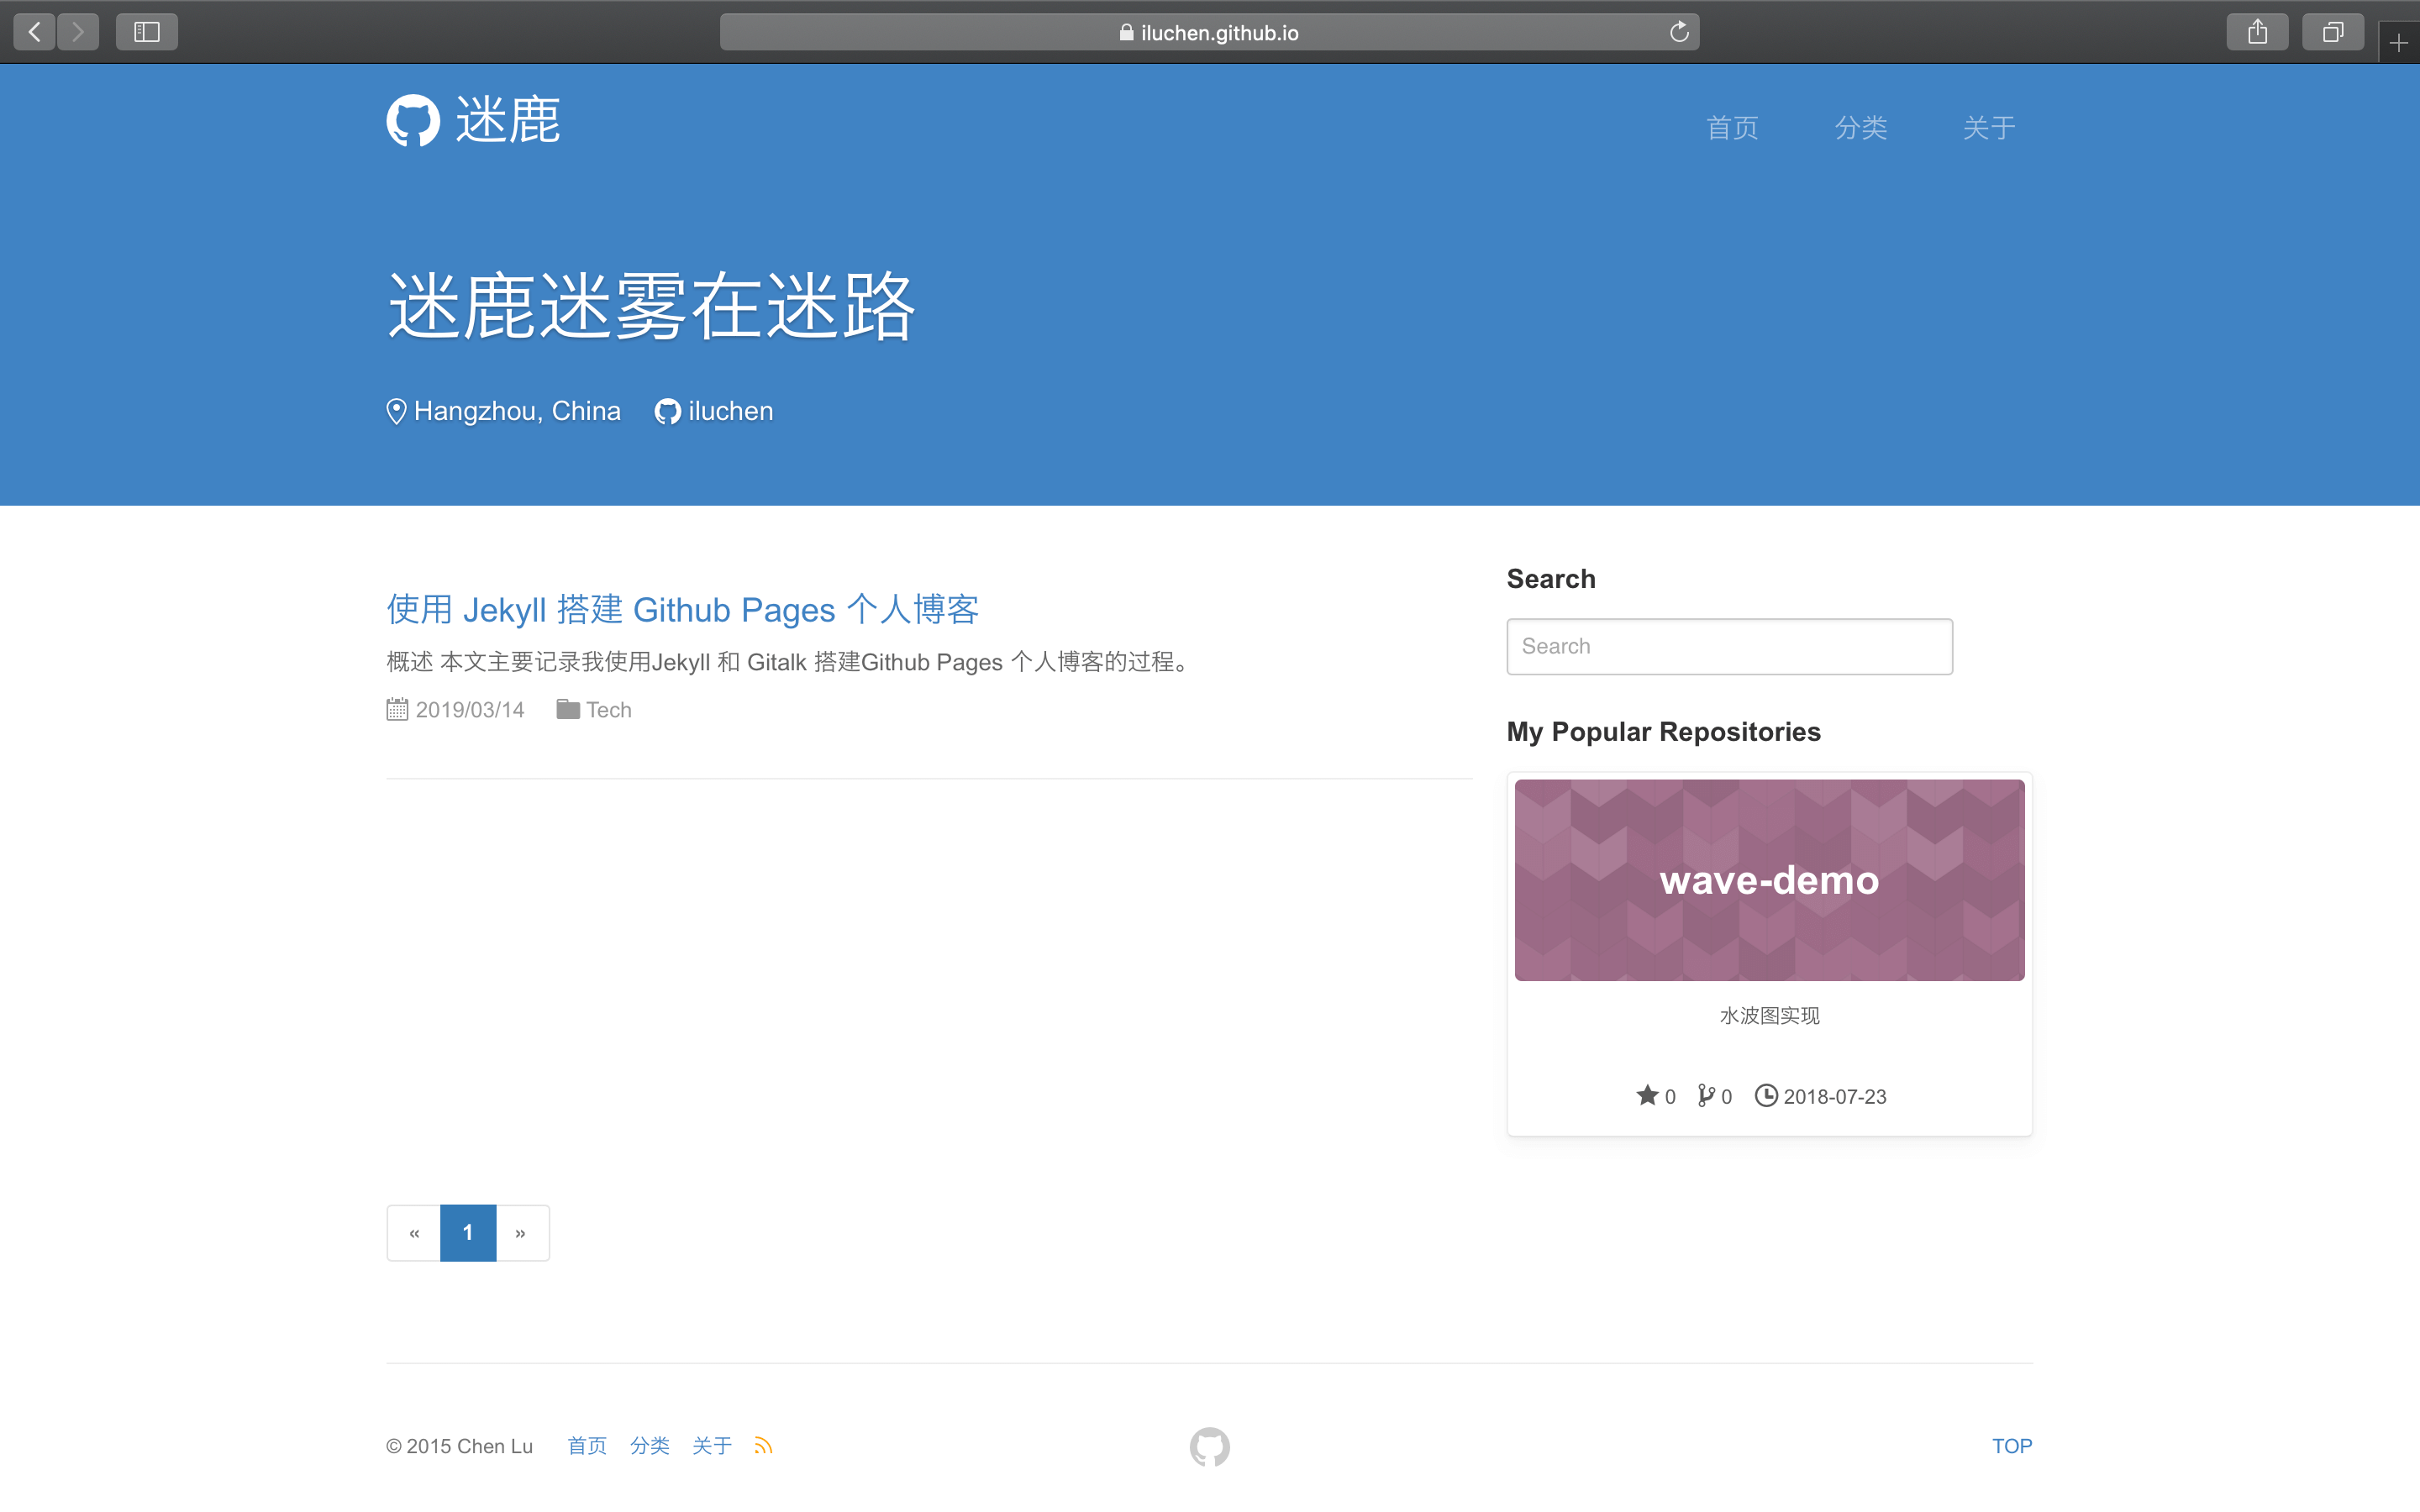 iluchen.github.io
迷鹿
首页 分类 关于
迷鹿迷雾在迷路
Hangzhou, China iluchen
使用 Jekyll 搭建 Github Pages 个人博客
概述 本文主要记录我使用Jekyll 和 Gitalk 搭建Github Pages 个人博客的过程。
2019/03/14 Tech
Search
Search
My Popular Repositories
wave-demo
水波图实现
0 0 2018-07-23
« 1 »
© 2015 Chen Lu 首页 分类 关于
TOP